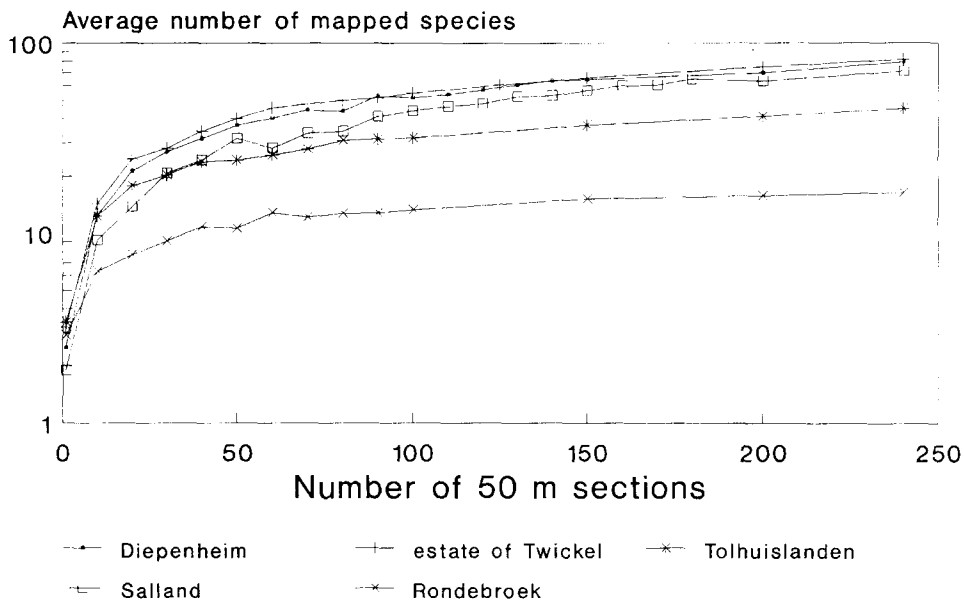 Average number of mapped species
100
10
1
0 50 100 150 200 250
Number of 50 m sections
Diepenheim estate of Twickel Tolhuislanden
Salland Rondebroek